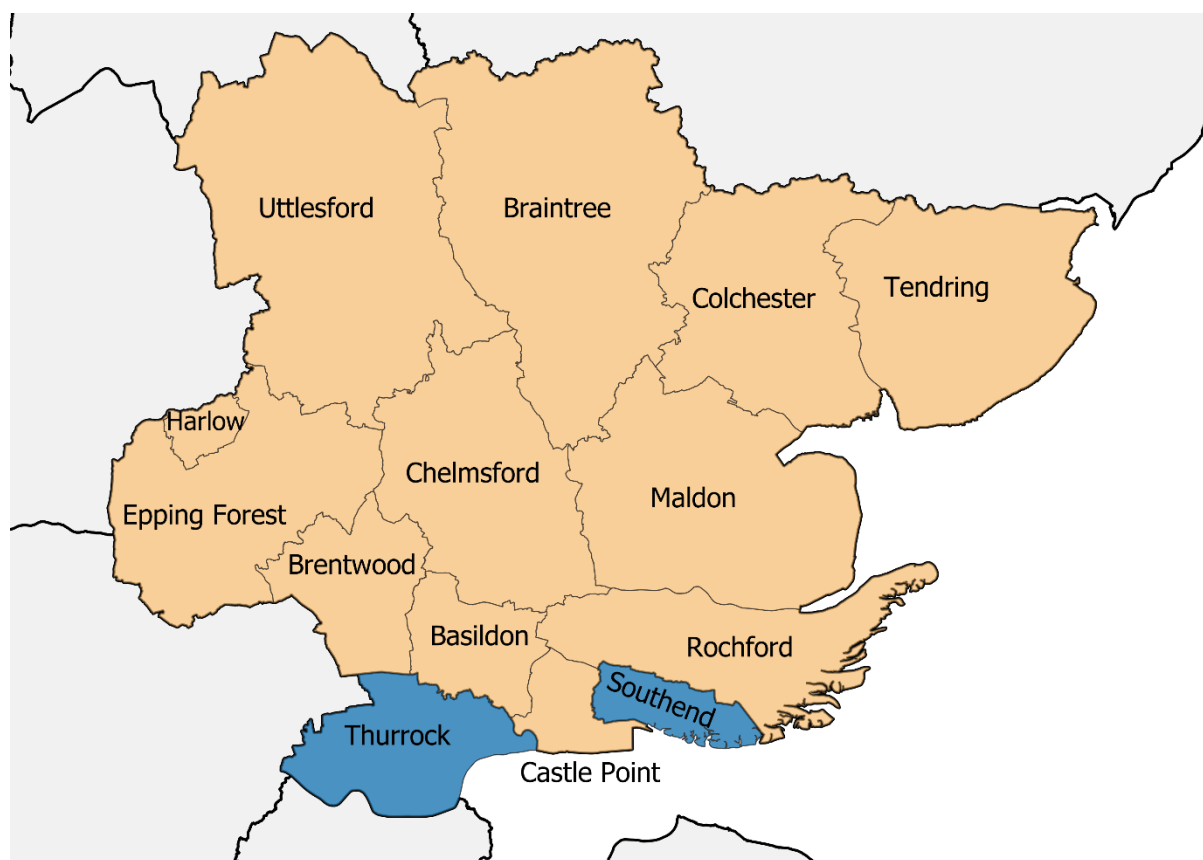 Uttlesford
Braintree
Colchester
Tendring
Harlow
Chelmsford
Maldon
Epping Forest
Brentwood
Basildon
Rochford
Southend
Thurrock
Castle Point